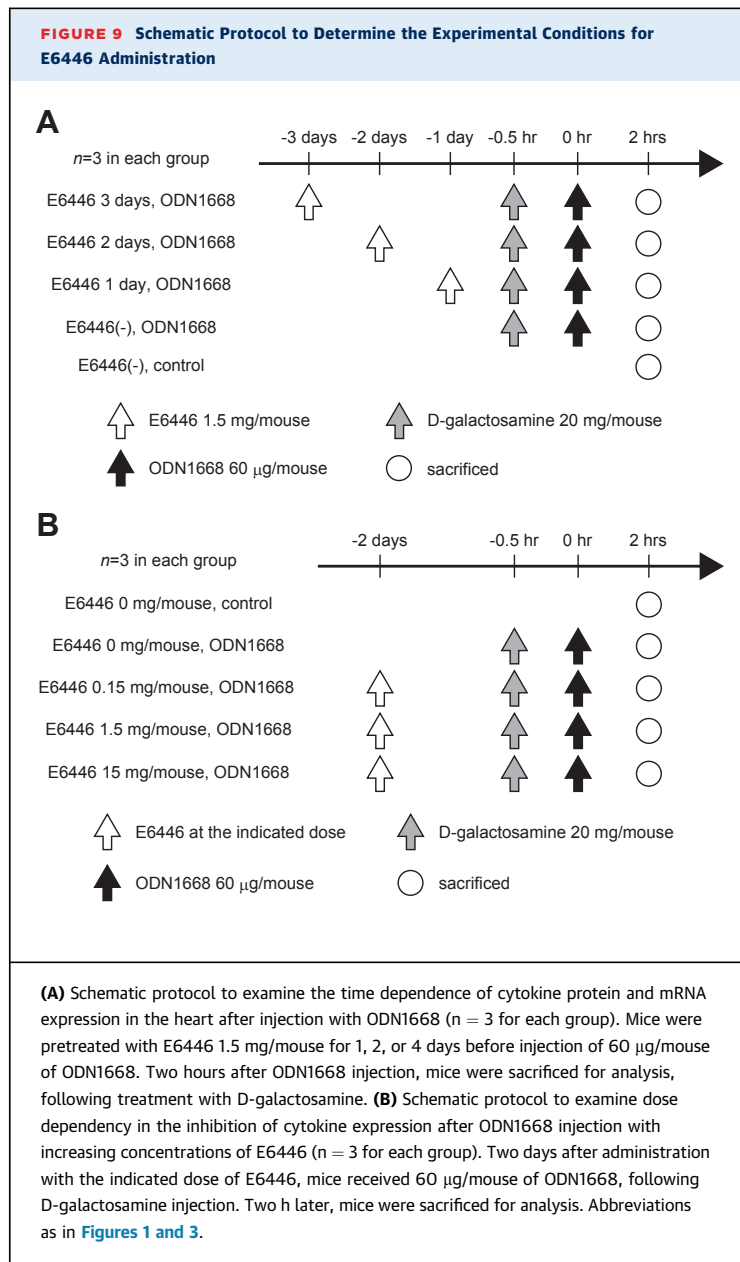 FIGURE 9 Schematic Protocol to Determine the Experimental Conditions for
E6446 Administration
A
-3 days -2 days -1 day -0.5 hr 0 hr 2 hrs
n=3 in each group
E6446 3 days, ODN1668
E6446 2 days, ODN1668
E6446 1 day, ODN1668
E6446(-), ODN1668
E6446(-), control
E6446 1.5 mg/mouse D-galactosamine 20 mg/mouse
ODN1668 60 μg/mouse sacrificed
B
-2 days -0.5 hr 0 hr 2 hrs
n=3 in each group
E6446 0 mg/mouse, control
E6446 0 mg/mouse, ODN1668
E6446 0.15 mg/mouse, ODN1668
E6446 1.5 mg/mouse, ODN1668
E6446 15 mg/mouse, ODN1668
E6446 at the indicated dose D-galactosamine 20 mg/mouse
ODN1668 60 μg/mouse sacrificed
(A) Schematic protocol to examine the time dependence of cytokine protein and mRNA
expression in the heart after injection with ODN1668 (n = 3 for each group). Mice were
pretreated with E6446 1.5 mg/mouse for 1, 2, or 4 days before injection of 60 μg/mouse
of ODN1668. Two hours after ODN1668 injection, mice were sacrificed for analysis,
following treatment with D-galactosamine. (B) Schematic protocol to examine dose
dependency in the inhibition of cytokine expression after ODN1668 injection with
increasing concentrations of E6446 (n = 3 for each group). Two days after administration
with the indicated dose of E6446, mice received 60 μg/mouse of ODN1668, following
D-galactosamine injection. Two h later, mice were sacrificed for analysis. Abbreviations
as in Figures 1 and 3.